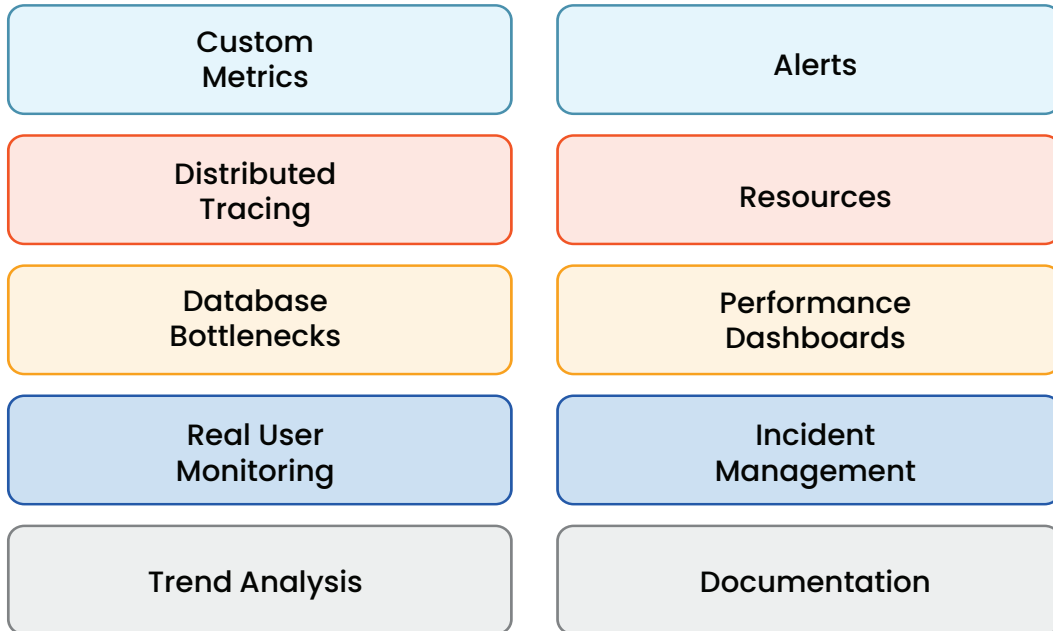 Custom
Metrics
Alerts
Distributed
Tracing
Resources
Database
Bottlenecks
Performance
Dashboards
Real User
Monitoring
Incident
Management
Trend Analysis
Documentation